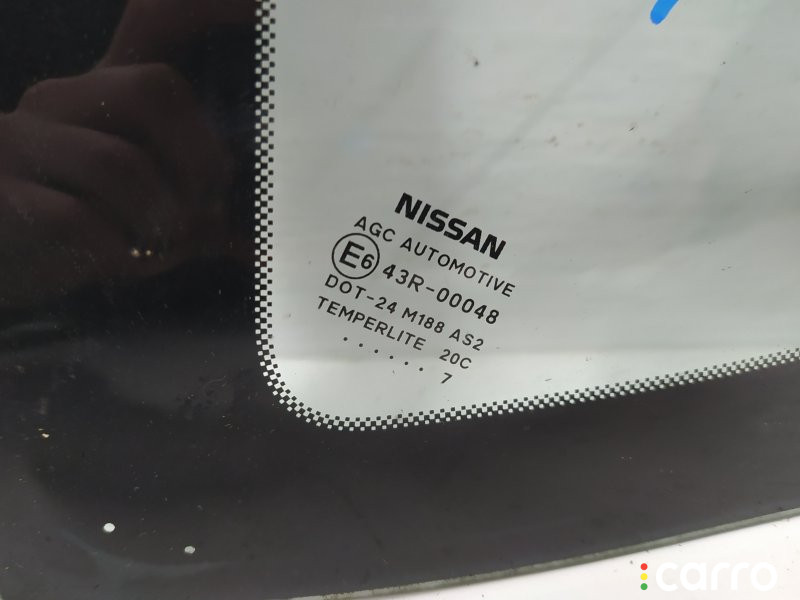 NISSAN
AGC AUTOMOTIVE
E6 43R-00048
DOT-24 M188 AS2
TEMPERLITE 20C
...... 7
carro